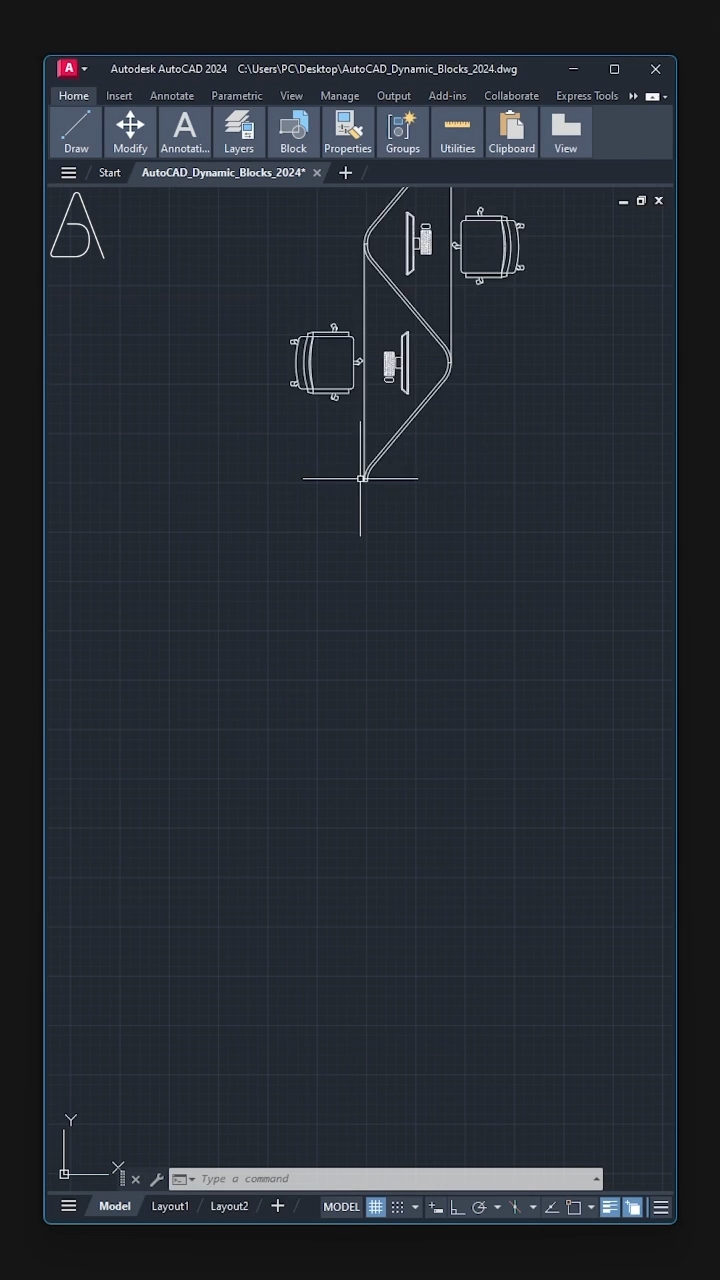 A Autodesk AutoCAD 2024 C:\Users\PC\Desktop\AutoCAD_Dynamic_Blocks_2024.dwg
Home Insert Annotate Parametric View Manage Output Add-ins Collaborate Express Tools
A
Draw Modify Annotati... Layers Block Properties Groups Utilities Clipboard View
Start AutoCAD_Dynamic_Blocks_2024*
Y
X
Type a command
Model Layout1 Layout2 MODEL